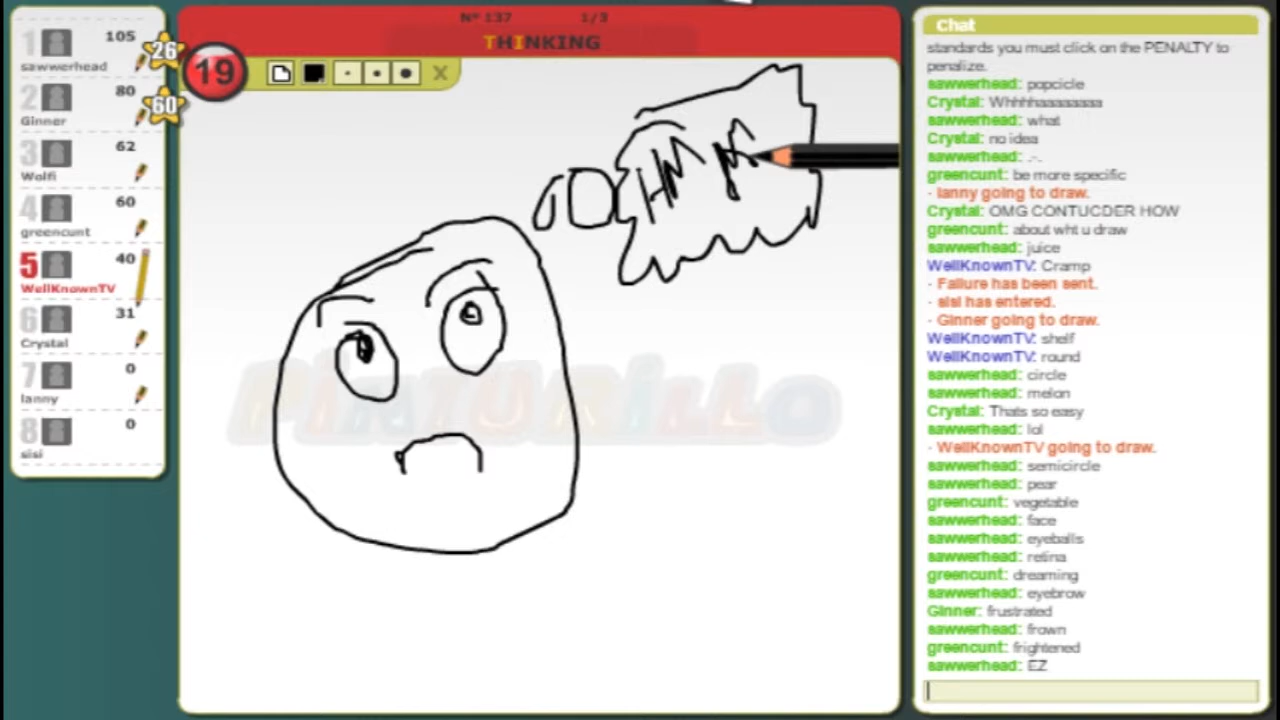 1 105 26
sawwerhead
2 80 60
Ginner
3 62
Wolfi
4 60
greencunt
5 40
WellKnownTV
6 31
Crystal
7 0
lanny
8 0
sisi
Nº 137 1/3
THINKING
19
HM
Chat
standards you must click on the PENALTY to
penalize.
sawwerhead: popcicle
Crystal: Whhhhaaaaaaaaa
sawwerhead: what
Crystal: no idea
sawwerhead: .-.
greencunt: be more specific
· lanny going to draw.
Crystal: OMG CONTUCDER HOW
greencunt: about wht u draw
sawwerhead: juice
WellKnownTV: Cramp
· Failure has been sent.
· sisi has entered.
· Ginner going to draw.
WellKnownTV: shelf
WellKnownTV: round
sawwerhead: circle
sawwerhead: melon
Crystal: Thats so easy
sawwerhead: lol
· WellKnownTV going to draw.
sawwerhead: semicircle
sawwerhead: pear
greencunt: vegetable
sawwerhead: face
sawwerhead: eyeballs
sawwerhead: retina
greencunt: dreaming
sawwerhead: eyebrow
Ginner: frustrated
sawwerhead: frown
greencunt: frightened
sawwerhead: EZ